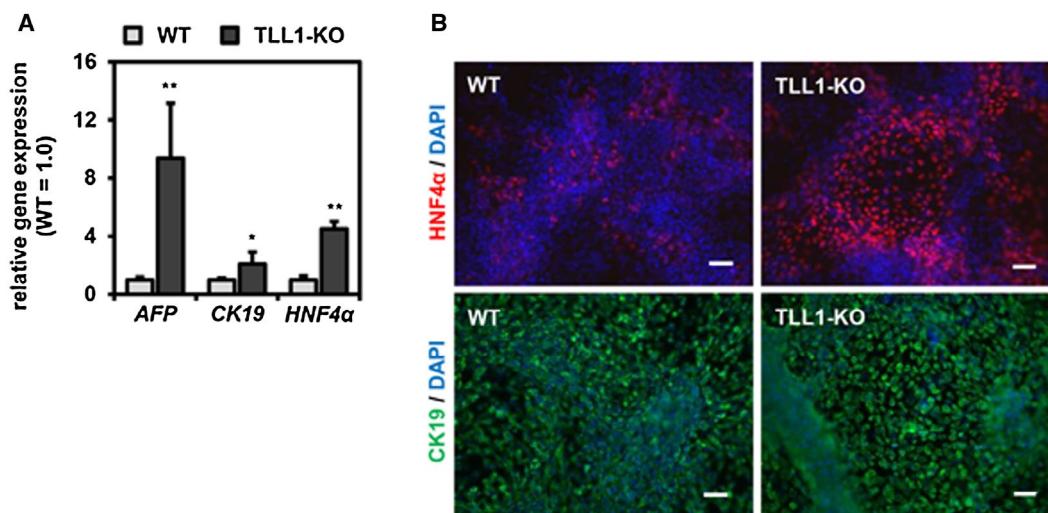 A
WT TLL1-KO
relative gene expression
(WT = 1.0)
16
12
8
4
0
**
*
**
AFP CK19 HNF4α
B
HNF4α / DAPI
WT
TLL1-KO
CK19 / DAPI
WT
TLL1-KO